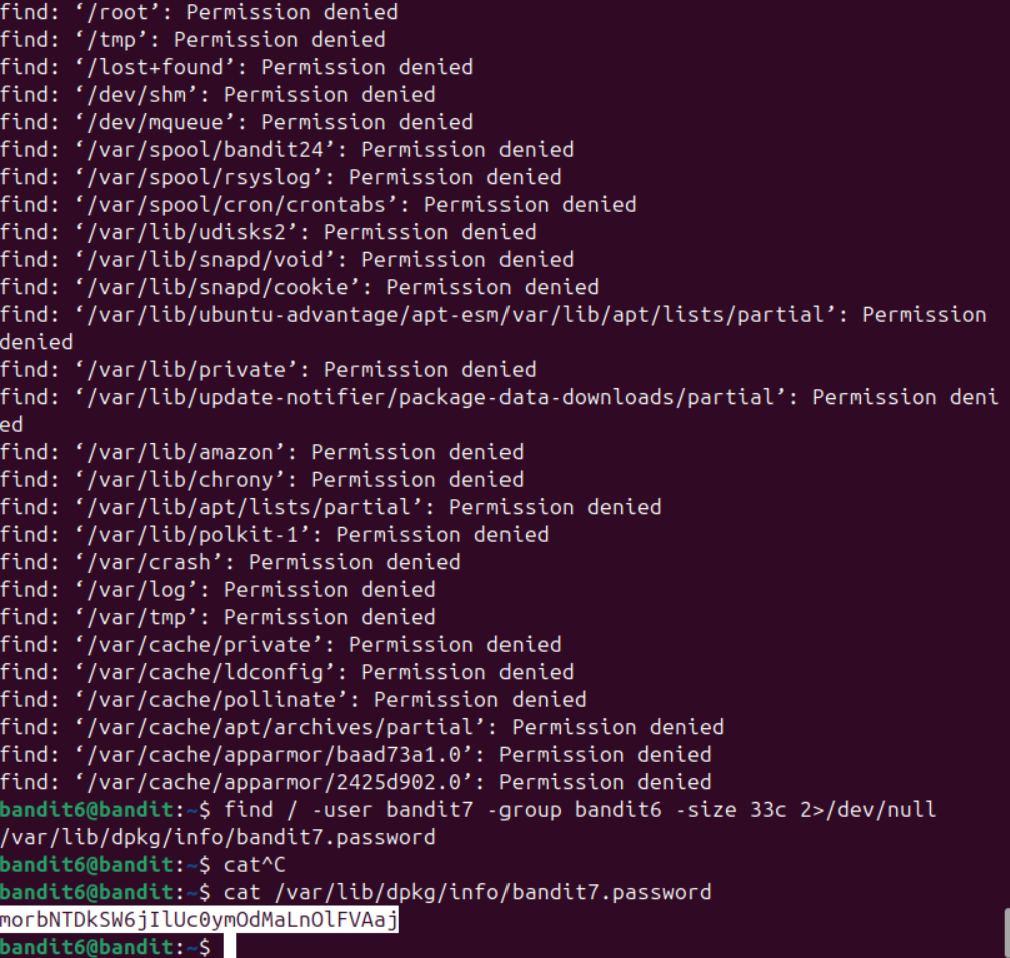 find: ‘/root’: Permission denied
find: ‘/tmp’: Permission denied
find: ‘/lost+found’: Permission denied
find: ‘/dev/shm’: Permission denied
find: ‘/dev/mqueue’: Permission denied
find: ‘/var/spool/bandit24’: Permission denied
find: ‘/var/spool/rsyslog’: Permission denied
find: ‘/var/spool/cron/crontabs’: Permission denied
find: ‘/var/lib/udisks2’: Permission denied
find: ‘/var/lib/snapd/void’: Permission denied
find: ‘/var/lib/snapd/cookie’: Permission denied
find: ‘/var/lib/ubuntu-advantage/apt-esm/var/lib/apt/lists/partial’: Permission
denied
find: ‘/var/lib/private’: Permission denied
find: ‘/var/lib/update-notifier/package-data-downloads/partial’: Permission deni
ed
find: ‘/var/lib/amazon’: Permission denied
find: ‘/var/lib/chrony’: Permission denied
find: ‘/var/lib/apt/lists/partial’: Permission denied
find: ‘/var/lib/polkit-1’: Permission denied
find: ‘/var/crash’: Permission denied
find: ‘/var/log’: Permission denied
find: ‘/var/tmp’: Permission denied
find: ‘/var/cache/private’: Permission denied
find: ‘/var/cache/ldconfig’: Permission denied
find: ‘/var/cache/pollinate’: Permission denied
find: ‘/var/cache/apt/archives/partial’: Permission denied
find: ‘/var/cache/apparmor/baad73a1.0’: Permission denied
find: ‘/var/cache/apparmor/2425d902.0’: Permission denied
bandit6@bandit:~$ find / -user bandit7 -group bandit6 -size 33c 2>/dev/null
/var/lib/dpkg/info/bandit7.password
bandit6@bandit:~$ cat^C
bandit6@bandit:~$ cat /var/lib/dpkg/info/bandit7.password
morbNTDkSW6jIlUc0ymOdMaLnOlFVAaj
bandit6@bandit:~$